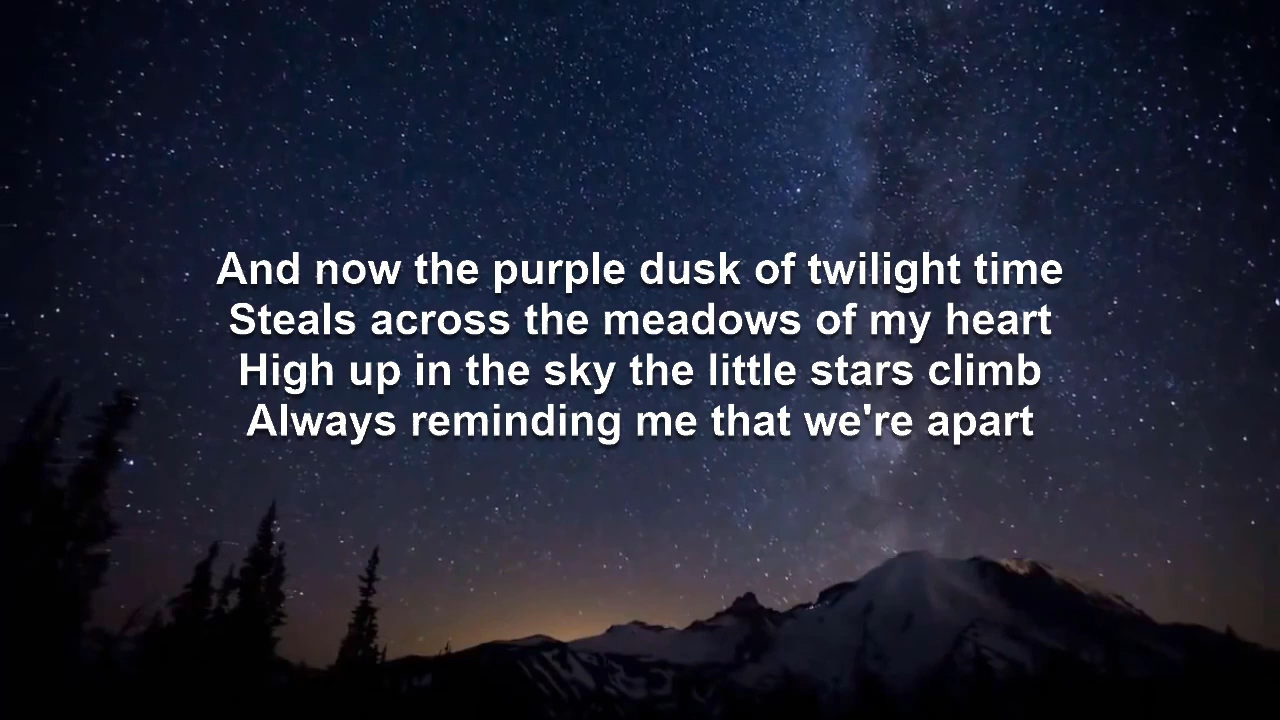 And now the purple dusk of twilight time
Steals across the meadows of my heart
High up in the sky the little stars climb
Always reminding me that we're apart